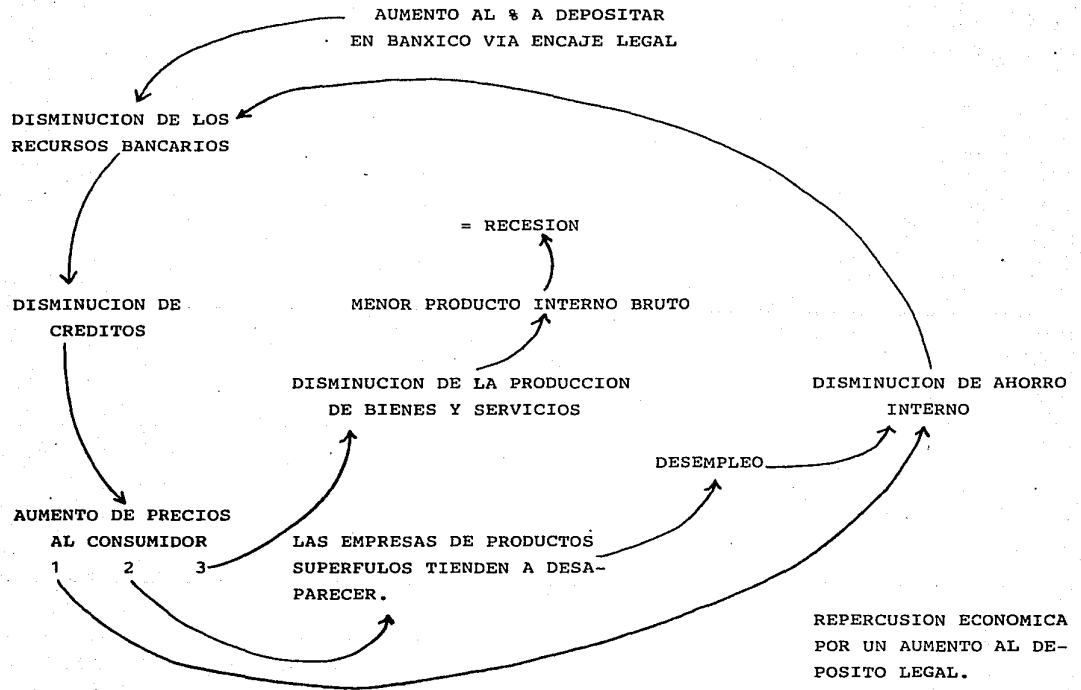 AUMENTO AL % A DEPOSITAR
EN BANXICO VIA ENCAJE LEGAL
DISMINUCION DE LOS
RECURSOS BANCARIOS
= RECESION
DISMINUCION DE
CREDITOS
MENOR PRODUCTO INTERNO BRUTO
DISMINUCION DE LA PRODUCCION
DE BIENES Y SERVICIOS
DISMINUCION DE AHORRO
INTERNO
DESEMPLEO
AUMENTO DE PRECIOS
AL CONSUMIDOR
1 2 3
LAS EMPRESAS DE PRODUCTOS
SUPERFULOS TIENDEN A DESA-
PARECER.
REPERCUSION ECONOMICA
POR UN AUMENTO AL DE-
POSITO LEGAL.